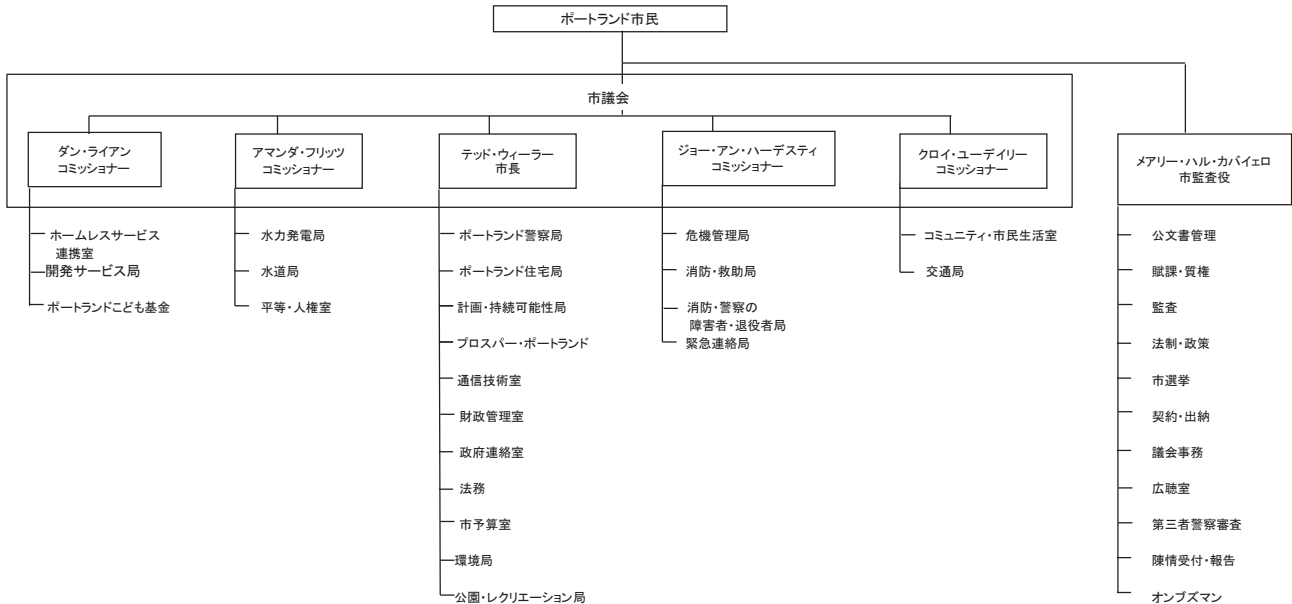 ポートランド市民
市議会
ダン・ライアン
コミッショナー
アマンダ・フリッツ
コミッショナー
テッド・ウィーラー
市長
ジョー・アン・ハーデスティ
コミッショナー
クロイ・ユーデイリー
コミッショナー
メアリー・ハル・カバイェロ
市監査役
ホームレスサービス
連携室
開発サービス局
ポートランドこども基金
水力発電局
水道局
平等・人権室
ポートランド警察局
ポートランド住宅局
計画・持続可能性局
プロスパー・ポートランド
通信技術室
財政管理室
政府連絡室
法務
市予算室
環境局
公園・レクリエーション局
危機管理局
消防・救助局
消防・警察の
障害者・退役者局
緊急連絡局
コミュニティ・市民生活室
交通局
公文書管理
賦課・質権
監査
法制・政策
市選挙
契約・出納
議会事務
広聴室
第三者警察審査
陳情受付・報告
オンブズマン